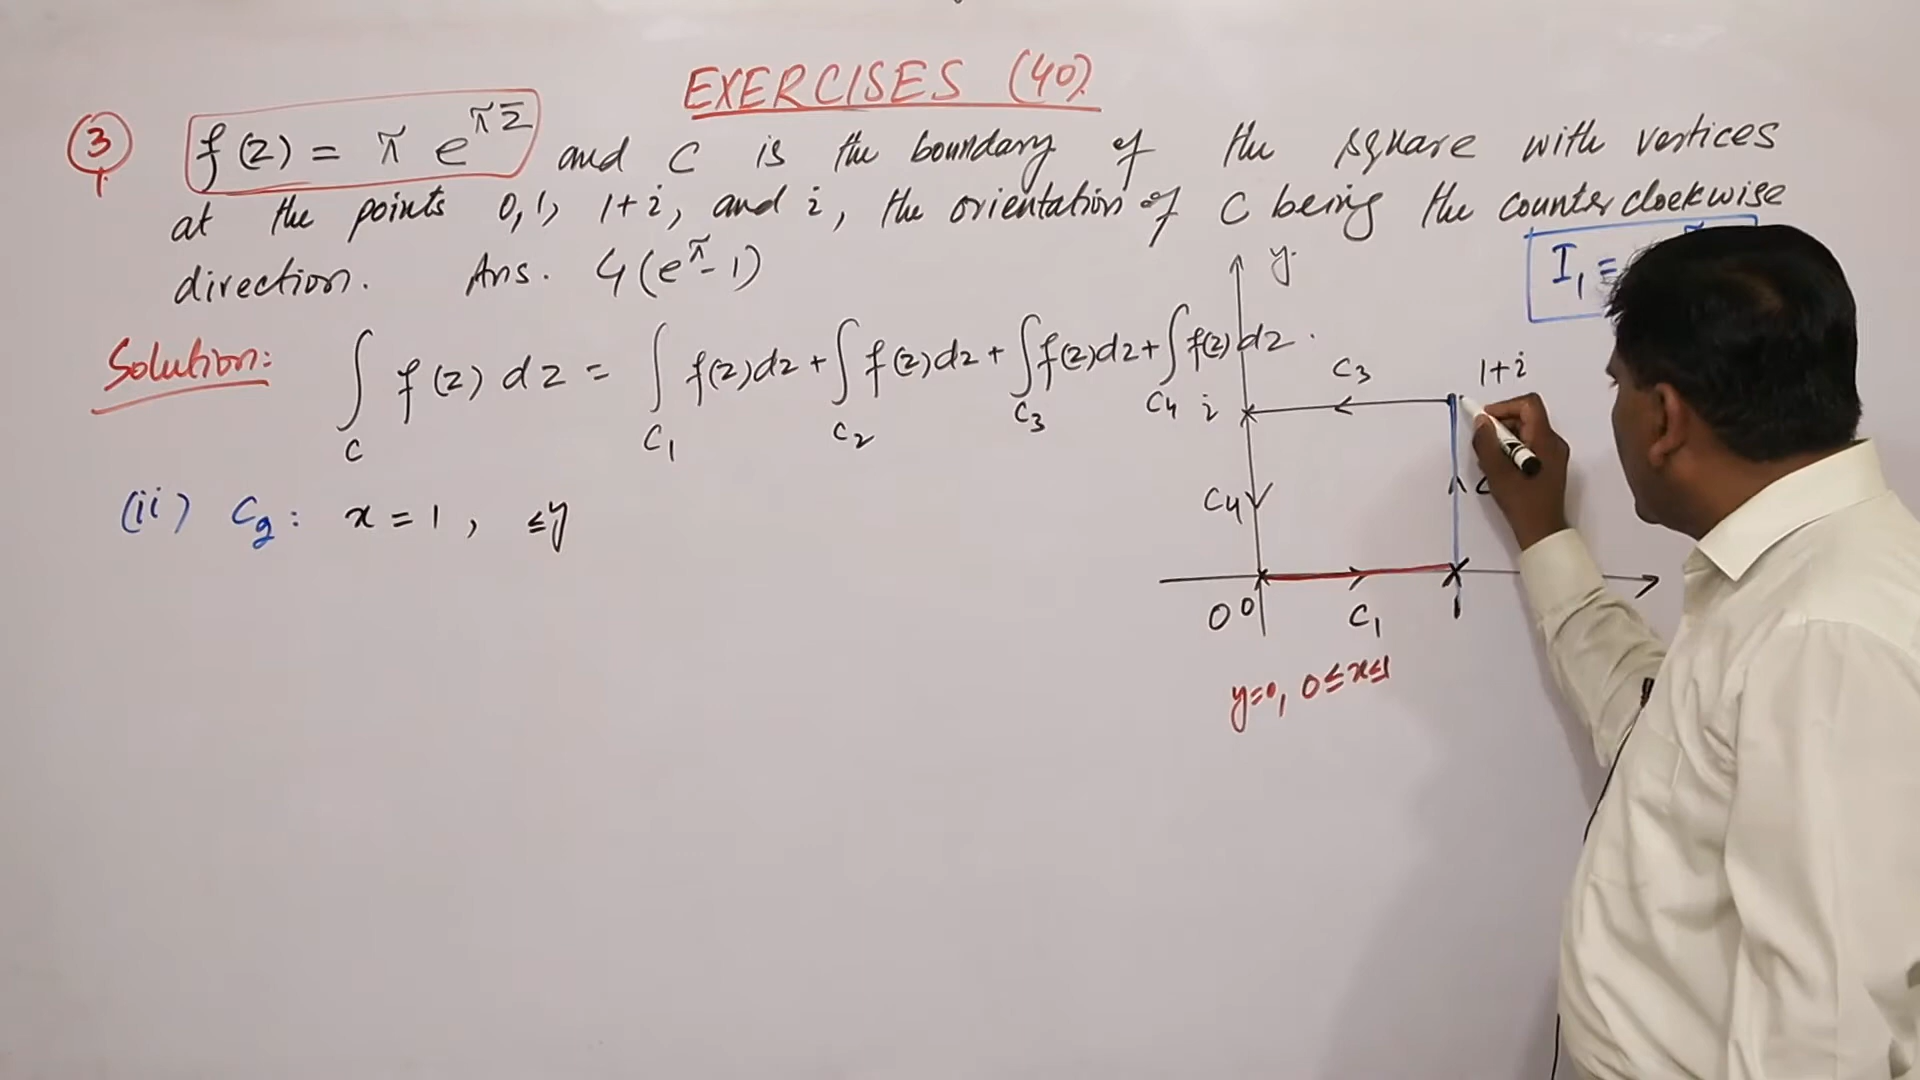 EXERCISES (40)
③ f(z) = π e^{π z̄} and C is the boundary of the square with vertices
at the points 0, 1, 1+i, and i, the orientation of C being the counterclockwise
direction. Ans. 4(e^π - 1)
I₁ =
Solution: ∫_C f(z) dz = ∫_{C₁} f(z)dz + ∫_{C₂} f(z)dz + ∫_{C₃} f(z)dz + ∫_{C₄} f(z) dz.
(ii) C₂: x = 1, ≤y
y
C₃
1+i
i
C₄
0 0
C₁
1
y=0, 0≤x≤1